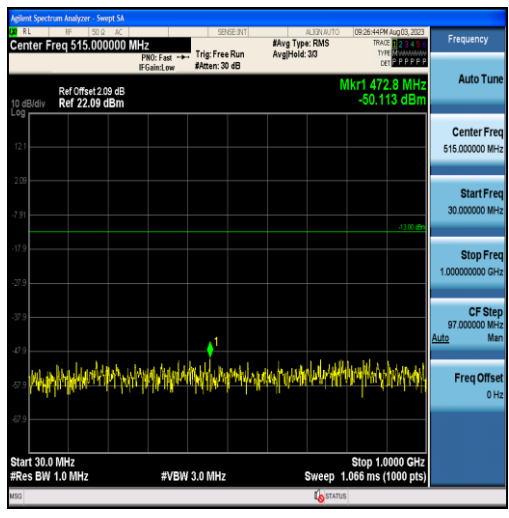 Agilent Spectrum Analyzer - Swept SA
RL RF 50 Ω AC SENSE:INT ALIGNAUTO 09:26:44PM Aug 03, 2023
Center Freq 515.000000 MHz #Avg Type: RMS TRACE 1 2 3 4 5 6
PNO: Fast Trig: Free Run Avg|Hold: 3/3 TYPE
IFGain:Low #Atten: 30 dB DET P P P P P P
Mkr1 472.8 MHz
-50.113 dBm
Ref Offset 2.09 dB
10 dB/div Ref 22.09 dBm
Log
12.1
2.09
-7.91
-13.00 dBm
-17.9
-27.9
-37.9
-47.9
1
-57.9
-67.9
Start 30.0 MHz Stop 1.0000 GHz
#Res BW 1.0 MHz #VBW 3.0 MHz Sweep 1.066 ms (1000 pts)
MSG STATUS
Frequency
Auto Tune
Center Freq
515.000000 MHz
Start Freq
30.000000 MHz
Stop Freq
1.000000000 GHz
CF Step
97.000000 MHz
Auto Man
Freq Offset
0 Hz